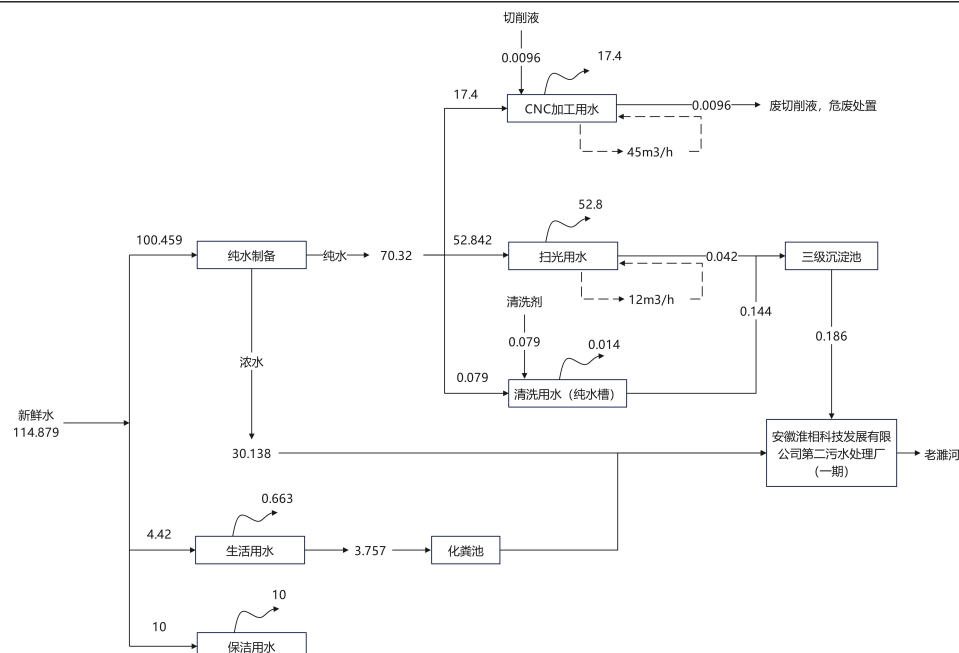 切削液
0.0096
17.4
17.4
CNC加工用水
0.0096
废切削液，危废处置
45m3/h
52.8
100.459
纯水制备
纯水
70.32
52.842
扫光用水
0.042
三级沉淀池
12m3/h
清洗剂
0.144
0.079
0.014
0.186
浓水
0.079
清洗用水（纯水槽）
新鲜水
114.879
安徽淮相科技发展有限
公司第二污水处理厂
（一期）
30.138
老濉河
0.663
4.42
生活用水
3.757
化粪池
10
10
保洁用水